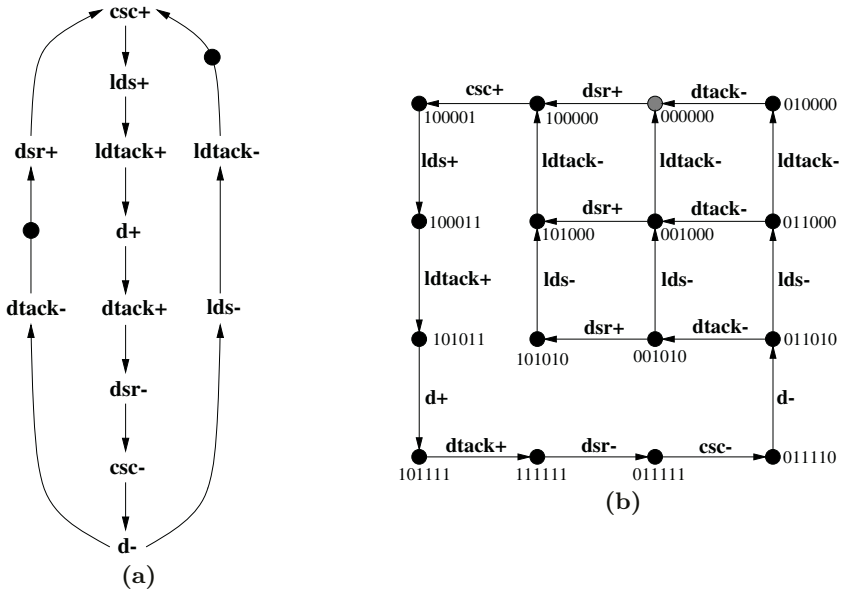 csc+
lds+
dsr+
ldtack+
ldtack-
d+
dtack-
dtack+
lds-
dsr-
csc-
d-
(a)
csc+ dsr+ dtack-
100001 100000 000000 010000
lds+ ldtack- ldtack- ldtack-
dsr+ dtack-
100011 101000 001000 011000
ldtack+ lds- lds- lds-
dsr+ dtack-
101011 101010 001010 011010
d+ d-
dtack+ dsr- csc-
101111 111111 011111 011110
(b)